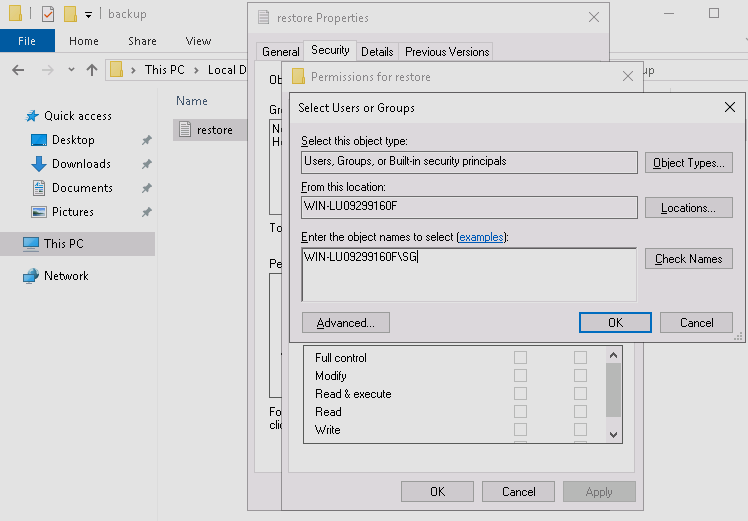 backup
File
Home
Share
View
This PC
Local D
up
Quick access
Desktop
Downloads
Documents
Pictures
This PC
Network
Name
restore
restore Properties
General
Security
Details
Previous Versions
Ob
Gro
Ne
He
To
Pe
Fo
clic
Permissions for restore
Select Users or Groups
Select this object type:
Users, Groups, or Built-in security principals
Object Types...
From this location:
WIN-LU09299160F
Locations...
Enter the object names to select (examples):
WIN-LU09299160F\SG
Check Names
Advanced...
OK
Cancel
Full control
Modify
Read & execute
Read
Write
OK
Cancel
Apply